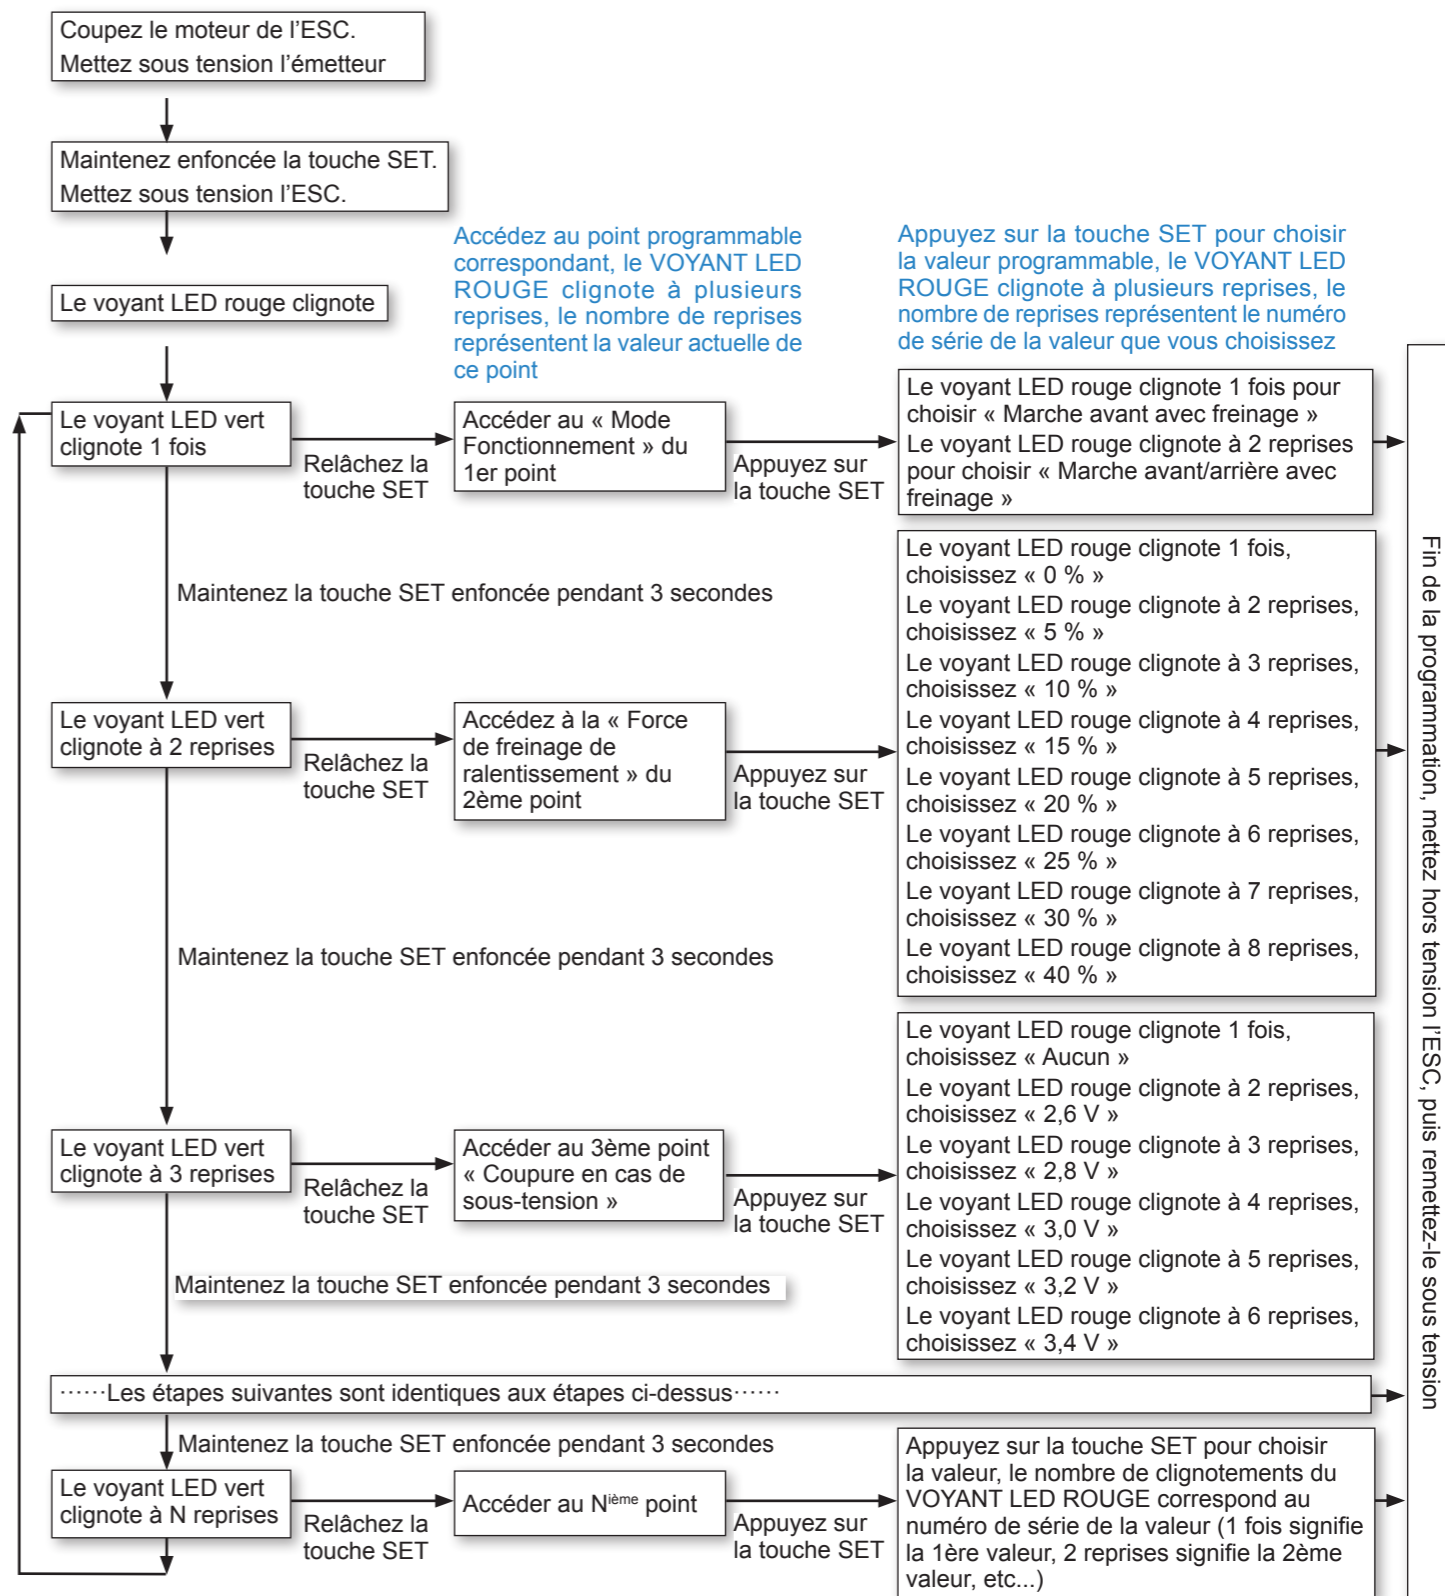 Coupez le moteur de l’ESC.
Mettez sous tension l’émetteur
Maintenez enfoncée la touche SET.
Mettez sous tension l’ESC.
Le voyant LED rouge clignote
Accédez au point programmable
correspondant, le VOYANT LED
ROUGE clignote à plusieurs
reprises, le nombre de reprises
représentent la valeur actuelle de
ce point
Appuyez sur la touche SET pour choisir
la valeur programmable, le VOYANT LED
ROUGE clignote à plusieurs reprises, le
nombre de reprises représentent le numéro
de série de la valeur que vous choisissez
Le voyant LED vert
clignote 1 fois
Relâchez la
touche SET
Accéder au « Mode
Fonctionnement » du
1er point
Appuyez sur
la touche SET
Le voyant LED rouge clignote 1 fois pour
choisir « Marche avant avec freinage »
Le voyant LED rouge clignote à 2 reprises
pour choisir « Marche avant/arrière avec
freinage »
Maintenez la touche SET enfoncée pendant 3 secondes
Le voyant LED vert
clignote à 2 reprises
Relâchez la
touche SET
Accédez à la « Force
de freinage de
ralentissement » du
2ème point
Appuyez sur
la touche SET
Le voyant LED rouge clignote 1 fois,
choisissez « 0 % »
Le voyant LED rouge clignote à 2 reprises,
choisissez « 5 % »
Le voyant LED rouge clignote à 3 reprises,
choisissez « 10 % »
Le voyant LED rouge clignote à 4 reprises,
choisissez « 15 % »
Le voyant LED rouge clignote à 5 reprises,
choisissez « 20 % »
Le voyant LED rouge clignote à 6 reprises,
choisissez « 25 % »
Le voyant LED rouge clignote à 7 reprises,
choisissez « 30 % »
Le voyant LED rouge clignote à 8 reprises,
choisissez « 40 % »
Maintenez la touche SET enfoncée pendant 3 secondes
Le voyant LED vert
clignote à 3 reprises
Relâchez la
touche SET
Accéder au 3ème point
« Coupure en cas de
sous-tension »
Appuyez sur
la touche SET
Le voyant LED rouge clignote 1 fois,
choisissez « Aucun »
Le voyant LED rouge clignote à 2 reprises,
choisissez « 2,6 V »
Le voyant LED rouge clignote à 3 reprises,
choisissez « 2,8 V »
Le voyant LED rouge clignote à 4 reprises,
choisissez « 3,0 V »
Le voyant LED rouge clignote à 5 reprises,
choisissez « 3,2 V »
Le voyant LED rouge clignote à 6 reprises,
choisissez « 3,4 V »
Maintenez la touche SET enfoncée pendant 3 secondes
······Les étapes suivantes sont identiques aux étapes ci-dessus······
Maintenez la touche SET enfoncée pendant 3 secondes
Le voyant LED vert
clignote à N reprises
Relâchez la
touche SET
Accéder au Nième point
Appuyez sur
la touche SET
Appuyez sur la touche SET pour choisir
la valeur, le nombre de clignotements du
VOYANT LED ROUGE correspond au
numéro de série de la valeur (1 fois signifie
la 1ère valeur, 2 reprises signifie la 2ème
valeur, etc...)
Fin de la programmation, mettez hors tension l’ESC, puis remettez-le sous tension